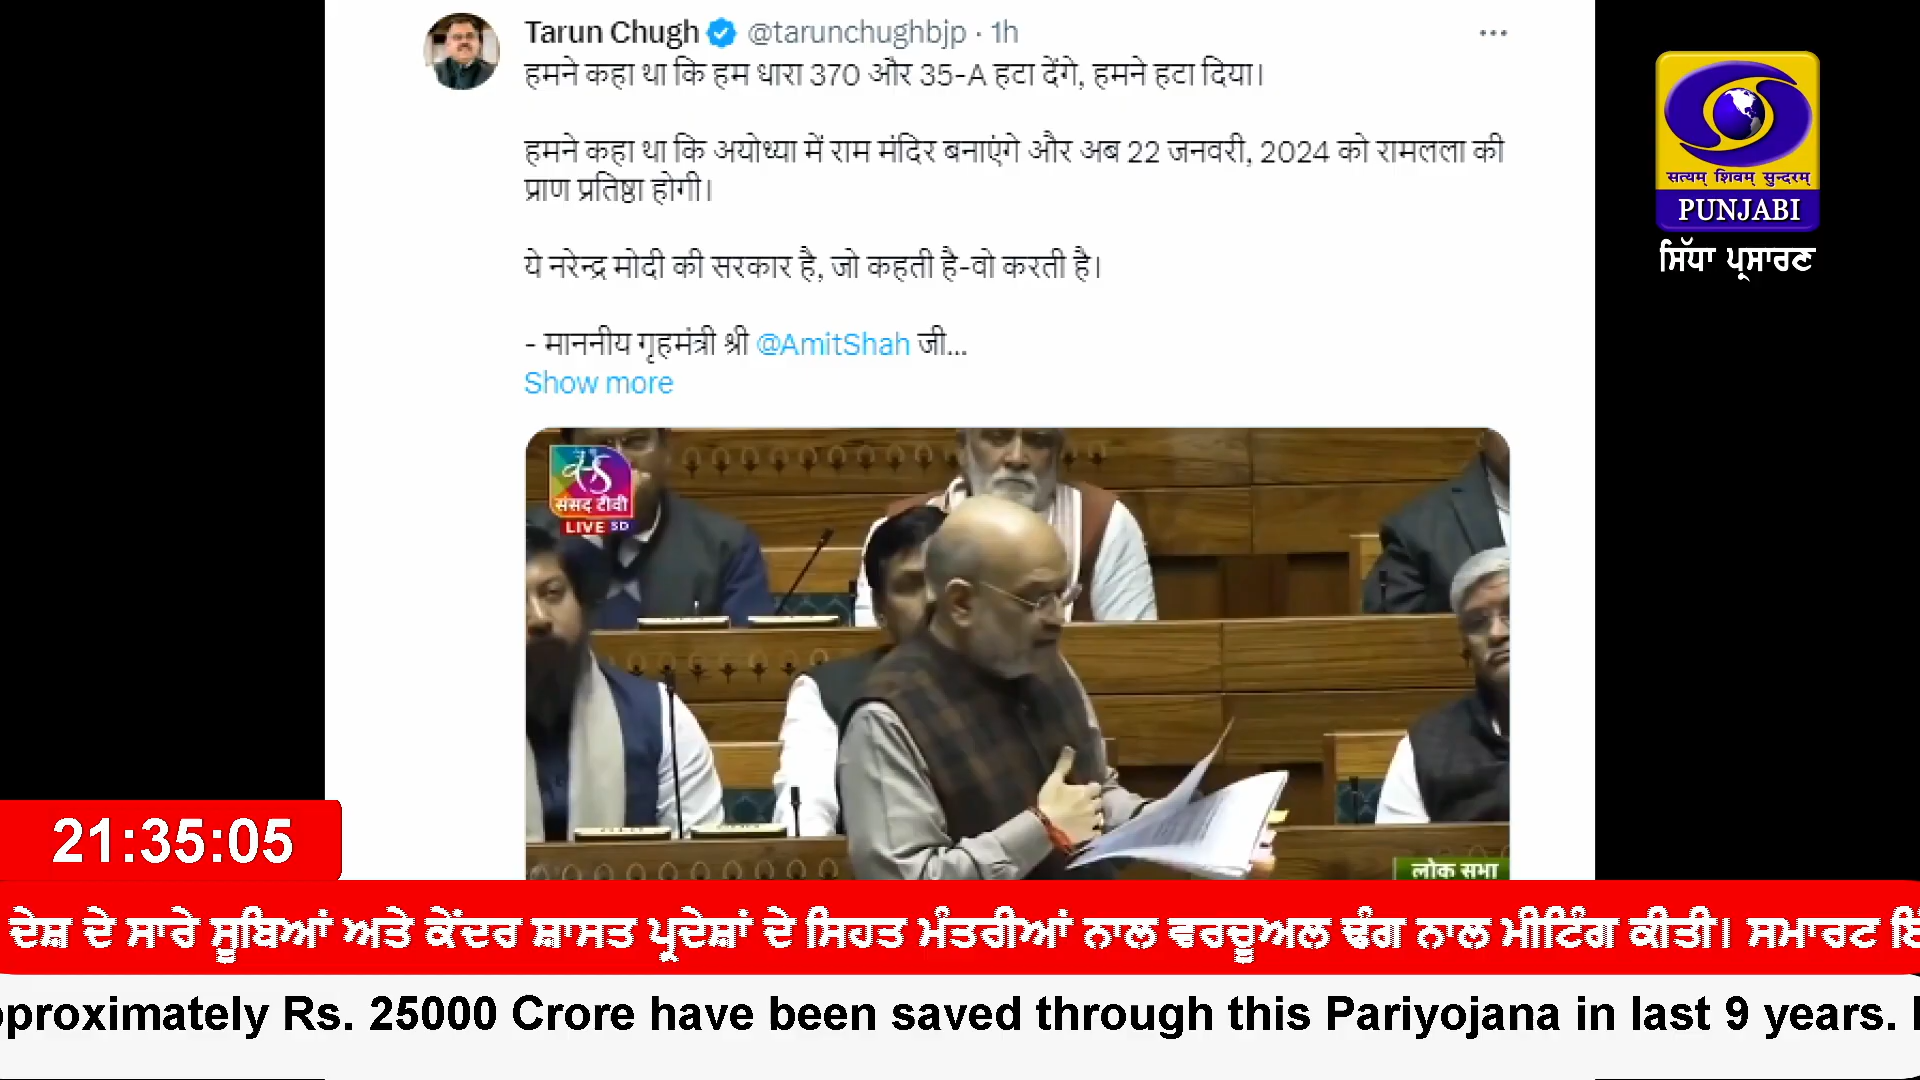 Tarun Chugh @tarunchughbjp · 1h
हमने कहा था कि हम धारा 370 और 35-A हटा देंगे, हमने हटा दिया।
हमने कहा था कि अयोध्या में राम मंदिर बनाएंगे और अब 22 जनवरी, 2024 को रामलला की
प्राण प्रतिष्ठा होगी।
ये नरेन्द्र मोदी की सरकार है, जो कहती है-वो करती है।
- माननीय गृहमंत्री श्री @AmitShah जी...
Show more
सत्यम् शिवम् सुन्दरम्
PUNJABI
ਸਿੱਧਾ ਪ੍ਰਸਾਰਣ
संसद टीवी
LIVE SD
लोक सभा
21:35:05
ਦੇਸ਼ ਦੇ ਸਾਰੇ ਸੂਬਿਆਂ ਅਤੇ ਕੇਂਦਰ ਸ਼ਾਸਤ ਪ੍ਰਦੇਸ਼ਾਂ ਦੇ ਸਿਹਤ ਮੰਤਰੀਆਂ ਨਾਲ ਵਰਚੂਅਲ ਢੰਗ ਨਾਲ ਮੀਟਿੰਗ ਕੀਤੀ। ਸਮਾਰਟ
pproximately Rs. 25000 Crore have been saved through this Pariyojana in last 9 years.